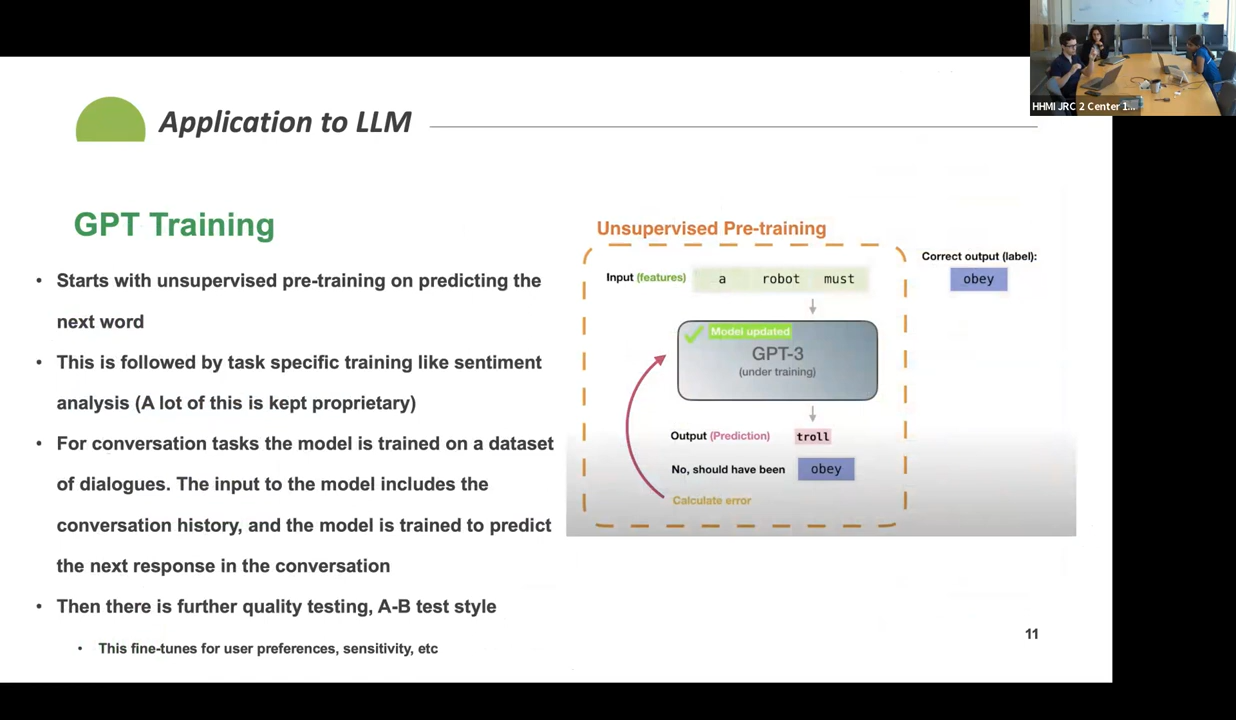 HHMI JRC 2 Center 1...
Application to LLM
GPT Training
• Starts with unsupervised pre-training on predicting the
next word
• This is followed by task specific training like sentiment
analysis (A lot of this is kept proprietary)
• For conversation tasks the model is trained on a dataset
of dialogues. The input to the model includes the
conversation history, and the model is trained to predict
the next response in the conversation
• Then there is further quality testing, A-B test style
• This fine-tunes for user preferences, sensitivity, etc
Unsupervised Pre-training
Input (features) a robot must
Correct output (label):
obey
Model updated
GPT-3
(under training)
Output (Prediction) troll
No, should have been obey
Calculate error
11